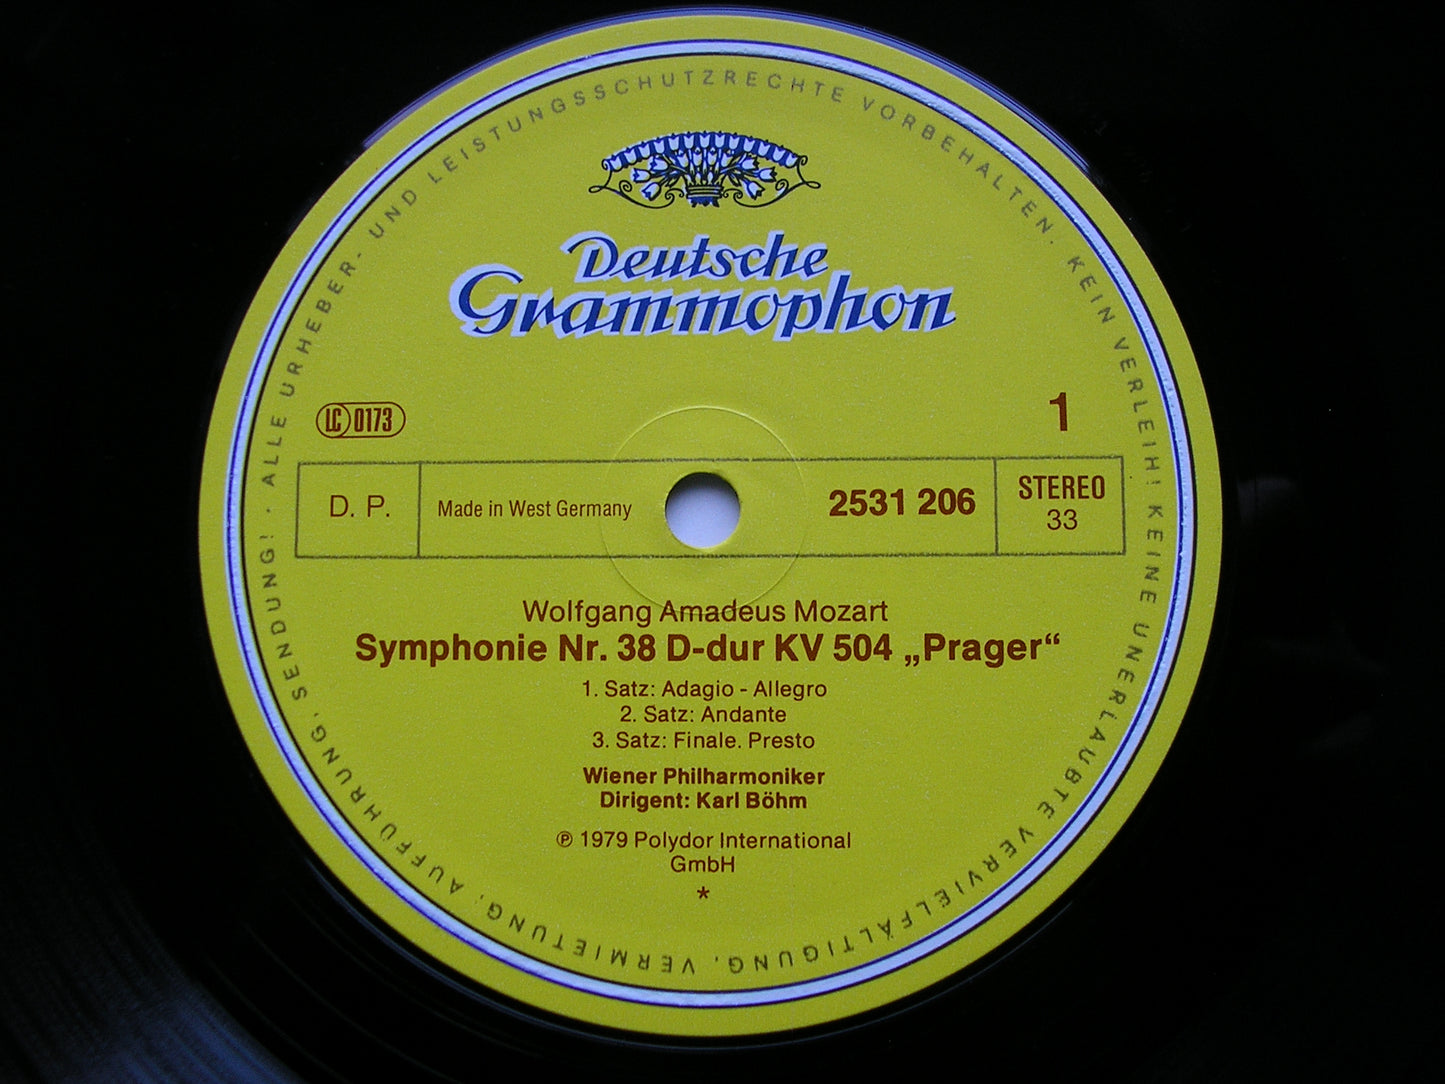 ALLE URHEBER- UND LEISTUNGSSCHUTZRECHTE VORBEHALTEN · KEIN VERLEIH! KEINE UNERLAUBTE VERVIELFÄLTIGUNG, VERMIETUNG, AUFFÜHRUNG, SENDUNG! ·
Deutsche
Grammophon
LC 0173
1
D. P.
Made in West Germany
2531 206
STEREO
33
Wolfgang Amadeus Mozart
Symphonie Nr. 38 D-dur KV 504 „Prager“
1. Satz: Adagio - Allegro
2. Satz: Andante
3. Satz: Finale. Presto
Wiener Philharmoniker
Dirigent: Karl Böhm
℗ 1979 Polydor International
GmbH
*